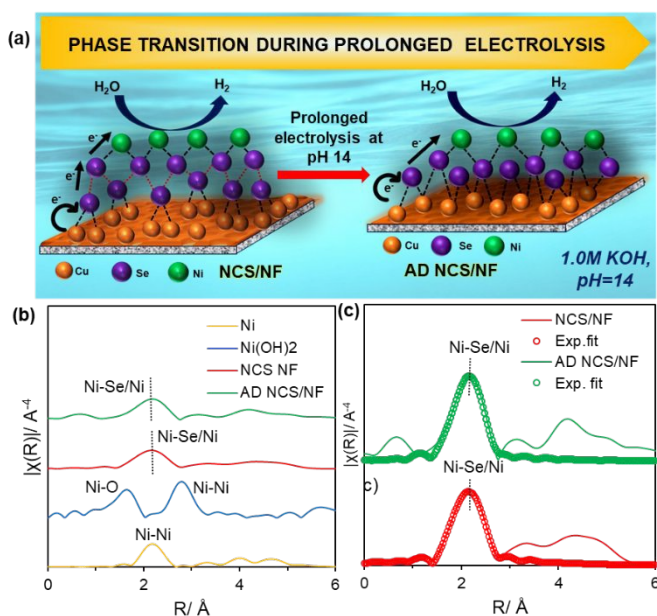 (a)
PHASE TRANSITION DURING PROLONGED ELECTROLYSIS
H₂O
H₂
H₂O
H₂
Prolonged
electrolysis at
pH 14
e⁻
e⁻
e⁻
e⁻
e⁻
Cu
Se
Ni
NCS/NF
Cu
Se
Ni
AD NCS/NF
1.0M KOH,
pH=14
(b)
Ni
Ni(OH)2
NCS NF
AD NCS/NF
Ni-Se/Ni
Ni-Se/Ni
Ni-O
Ni-Ni
Ni-Ni
|χ(R)|/ A⁻⁴
0
2
4
6
R/ Å
(c)
NCS/NF
Exp.fit
AD NCS/NF
Exp. fit
Ni-Se/Ni
Ni-Se/Ni
c)
|χ(R)|/ A⁻⁴
0
1
2
3
4
5
6
R/ Å